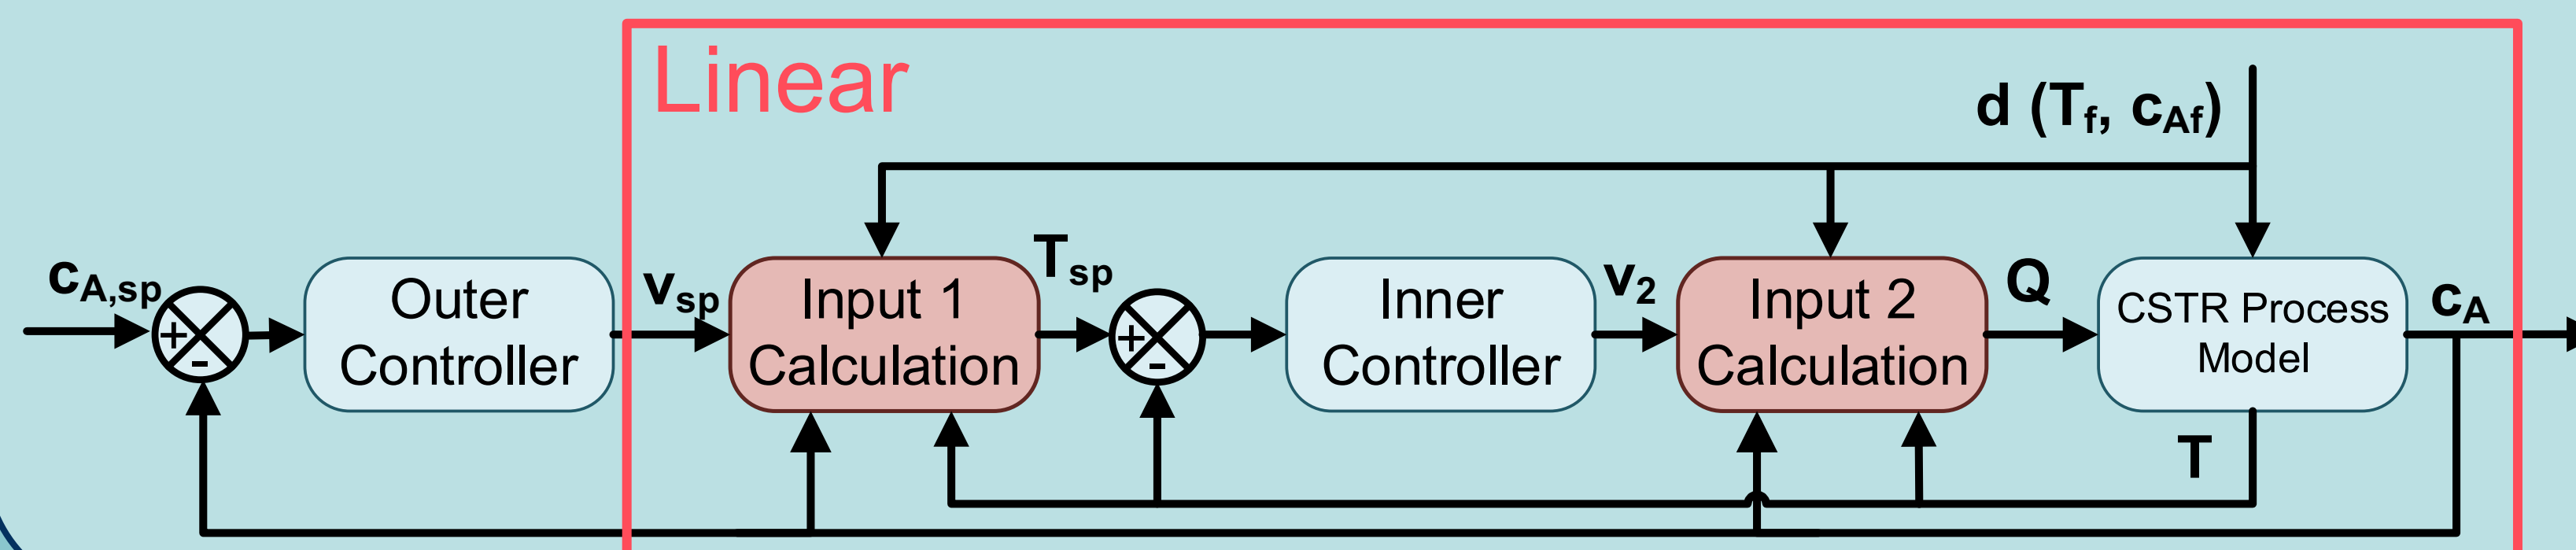 Linear
d (Tf, cAf)
cA,sp
+
-
Outer
Controller
vsp
Input 1
Calculation
Tsp
+
-
Inner
Controller
v2
Input 2
Calculation
Q
CSTR Process
Model
cA
T